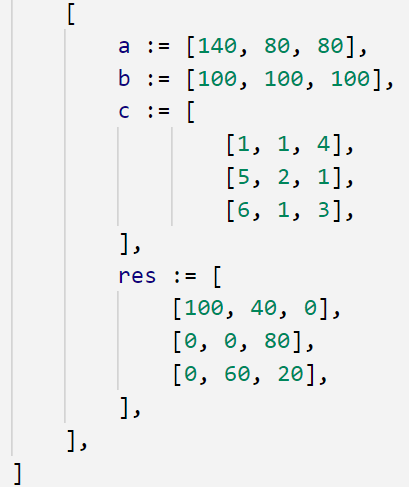 [
a := [140, 80, 80],
b := [100, 100, 100],
c := [
[1, 1, 4],
[5, 2, 1],
[6, 1, 3],
],
res := [
[100, 40, 0],
[0, 0, 80],
[0, 60, 20],
],
],
]